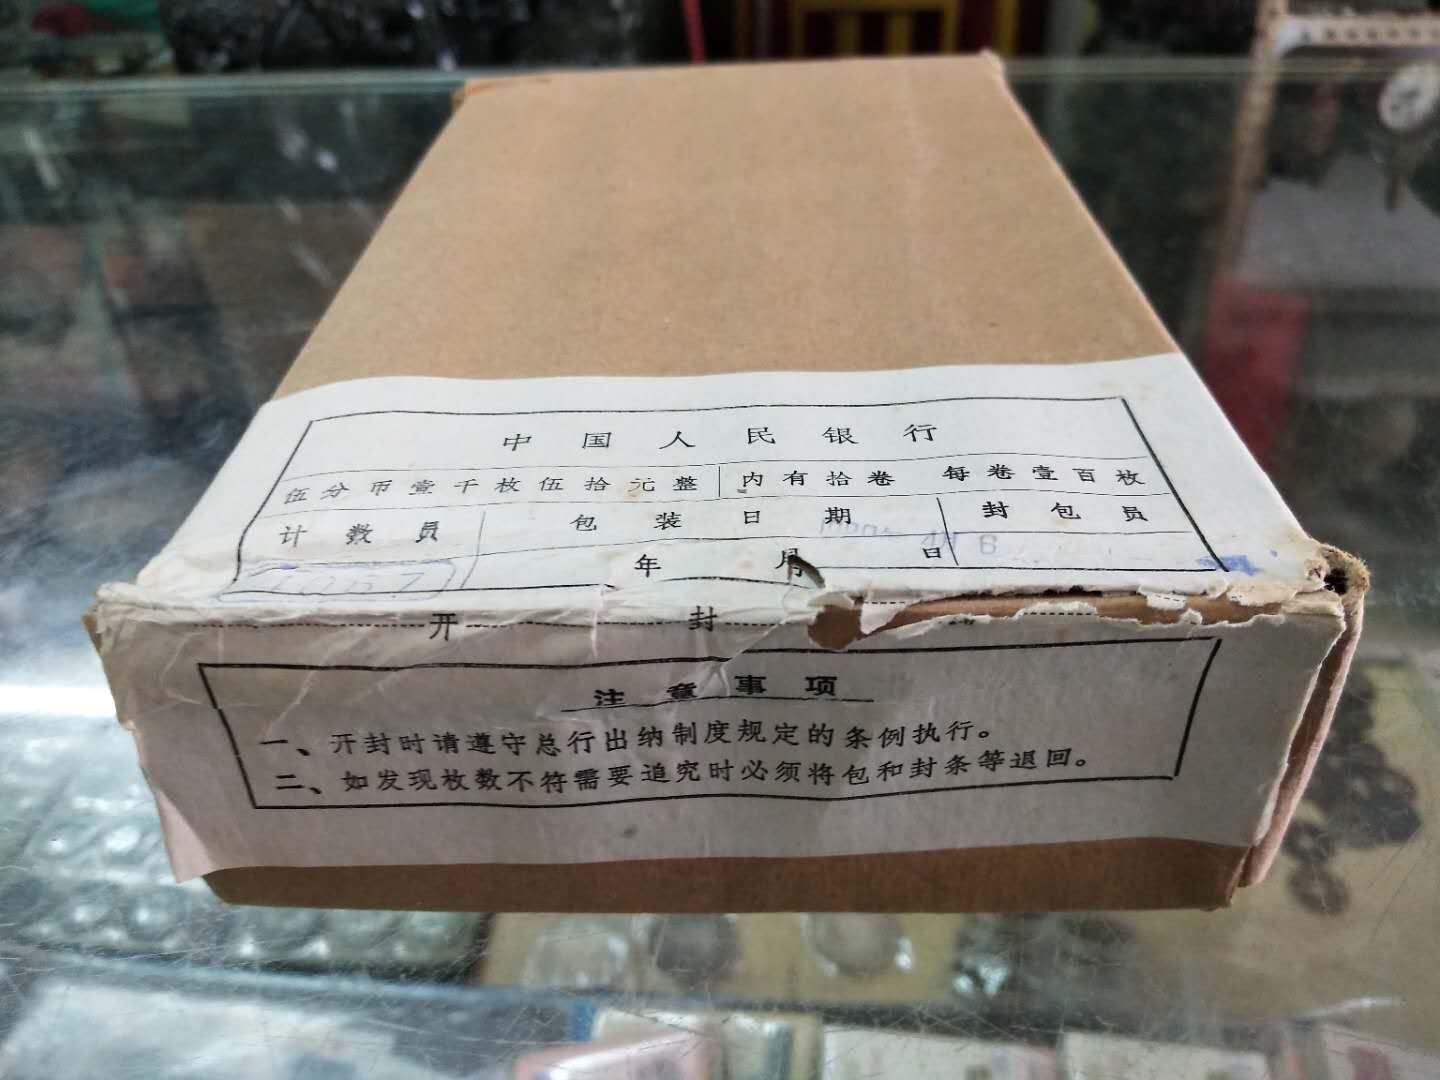 中国人民银行
伍分币壹千枚伍拾元整 内有拾卷 每卷壹百枚
计数员 包装日期 封包员
年 月 日
开封
注意事项
一、开封时请遵守总行出纳制度规定的条例执行。
二、如发现枚数不符需要追究时必须将包和封条等退回。